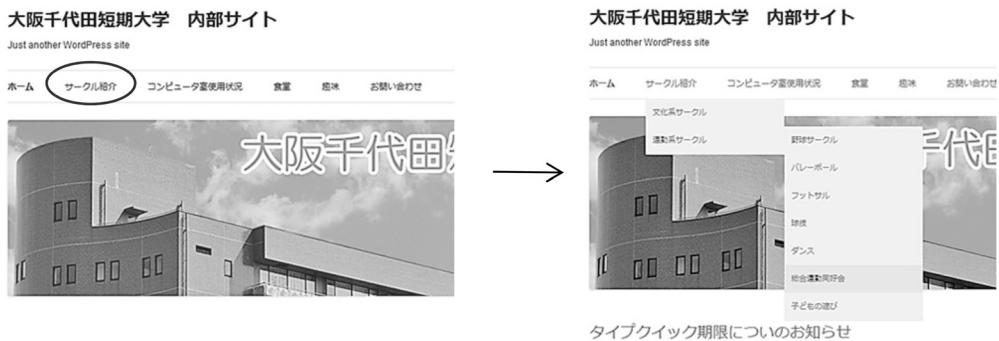 大阪千代田短期大学　内部サイト
Just another WordPress site
ホーム　サークル紹介　コンピュータ室使用状況　食堂　趣味　お問い合わせ
大阪千代田
大阪千代田短期大学　内部サイト
Just another WordPress site
ホーム　サークル紹介　コンピュータ室使用状況　食堂　趣味　お問い合わせ
文化系サークル
運動系サークル
野球サークル
バレーボール
フットサル
球技
ダンス
総合運動同好会
子どもの遊び
千代田
タイプクイック期限についのお知らせ